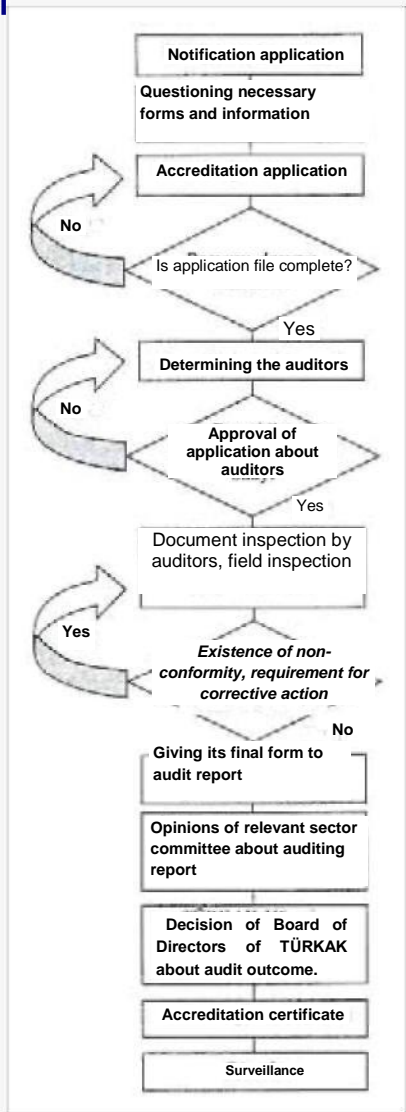 Notification application
Questioning necessary
forms and information
Accreditation application
No
Is application file complete?
Yes
Determining the auditors
No
Approval of
application about
auditors
Yes
Document inspection by
auditors, field inspection
Yes
Existence of non-
conformity, requirement for
corrective action
No
Giving its final form to
audit report
Opinions of relevant sector
committee about auditing
report
Decision of Board of
Directors of TÜRKAK
about audit outcome.
Accreditation certificate
Surveillance